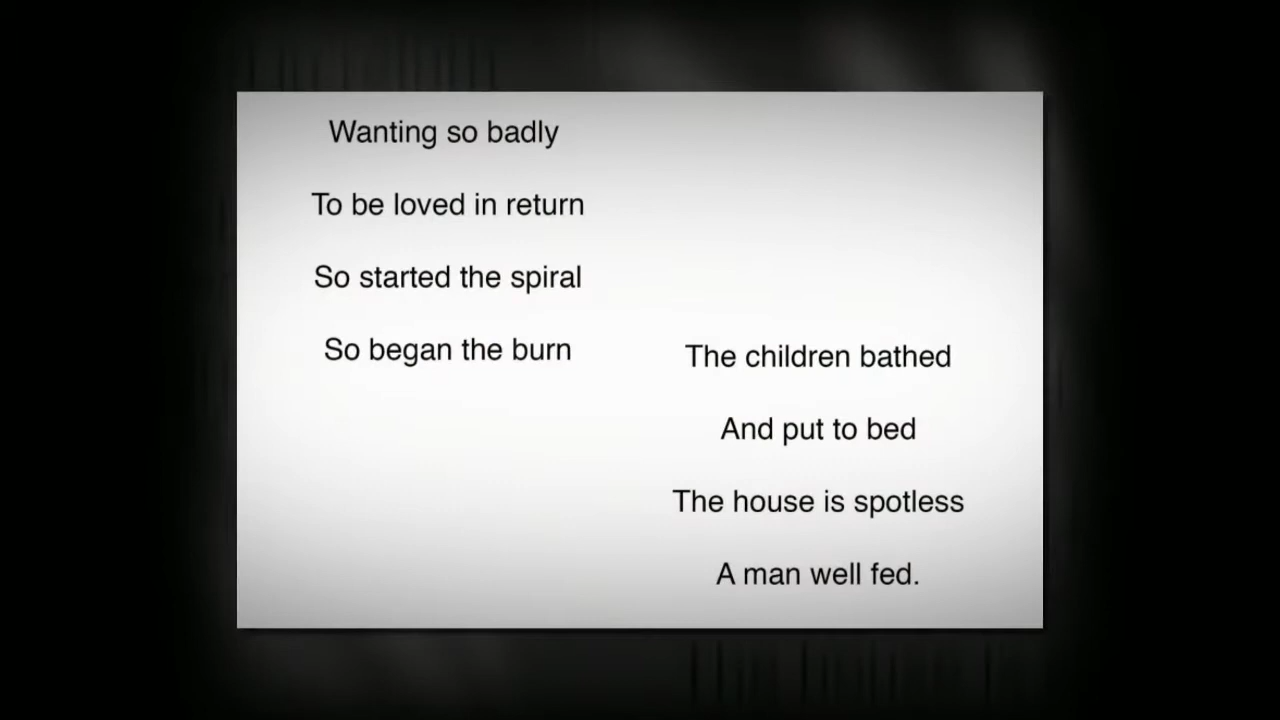 Wanting so badly
To be loved in return
So started the spiral
So began the burn
The children bathed
And put to bed
The house is spotless
A man well fed.